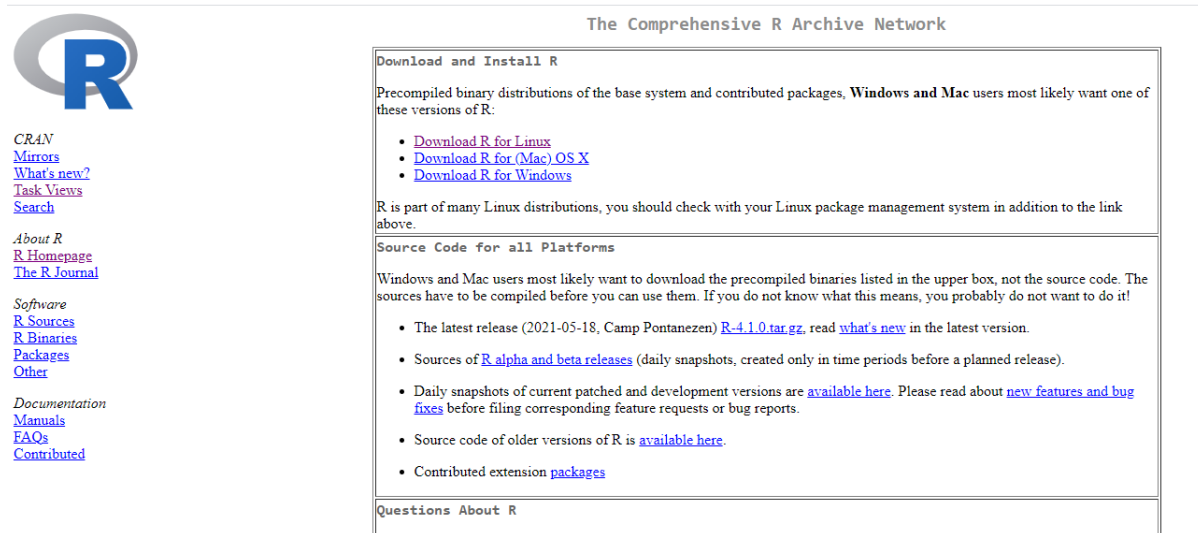 The Comprehensive R Archive Network
R
CRAN
Mirrors
What's new?
Task Views
Search
About R
R Homepage
The R Journal
Software
R Sources
R Binaries
Packages
Other
Documentation
Manuals
FAQs
Contributed
Download and Install R
Precompiled binary distributions of the base system and contributed packages, Windows and Mac users most likely want one of
these versions of R:
Download R for Linux
Download R for (Mac) OS X
Download R for Windows
R is part of many Linux distributions, you should check with your Linux package management system in addition to the link
above.
Source Code for all Platforms
Windows and Mac users most likely want to download the precompiled binaries listed in the upper box, not the source code. The
sources have to be compiled before you can use them. If you do not know what this means, you probably do not want to do it!
The latest release (2021-05-18, Camp Pontanezen) R-4.1.0.tar.gz, read what's new in the latest version.
Sources of R alpha and beta releases (daily snapshots, created only in time periods before a planned release).
Daily snapshots of current patched and development versions are available here. Please read about new features and bug
fixes before filing corresponding feature requests or bug reports.
Source code of older versions of R is available here.
Contributed extension packages
Questions About R